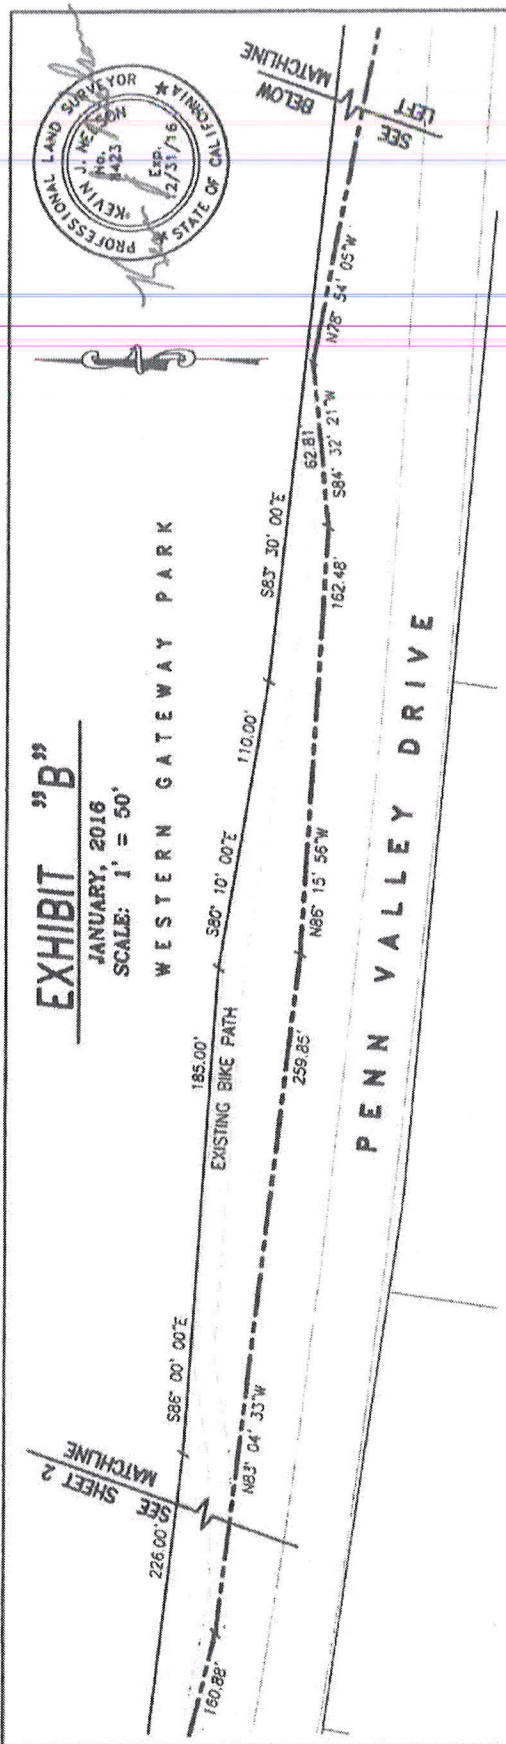 EXHIBIT "B"
JANUARY, 2016
SCALE: 1' = 50'
WESTERN GATEWAY PARK
PROFESSIONAL LAND SURVEYOR
KEVIN J. NELSON
No.
8423
Exp.
12/31/16
STATE OF CALIFORNIA
SEE SHEET 2
MATCHLINE
226.00'
S86° 00' 00"E
185.00'
S80° 10' 00"E
110.00'
S83° 30' 00"E
EXISTING BIKE PATH
160.88'
N83° 04' 33"W
259.85'
N86° 15' 56"W
162.48'
S84° 32' 21"W
62.81'
N78° 54' 05"W
MATCHLINE
BELOW
SEE
LEFT
PENN VALLEY DRIVE